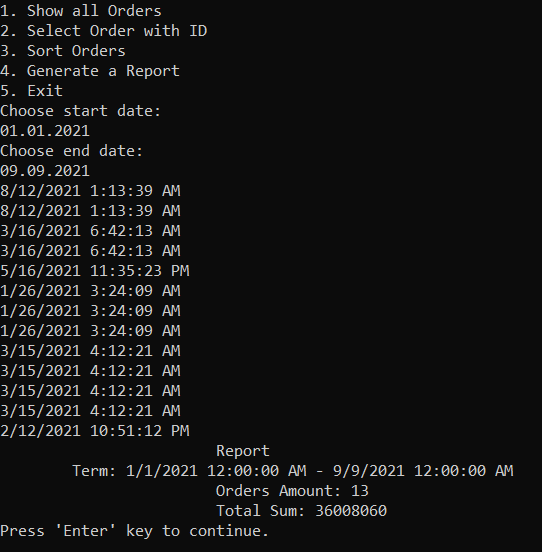 1. Show all Orders
2. Select Order with ID
3. Sort Orders
4. Generate a Report
5. Exit
Choose start date:
01.01.2021
Choose end date:
09.09.2021
8/12/2021 1:13:39 AM
8/12/2021 1:13:39 AM
3/16/2021 6:42:13 AM
3/16/2021 6:42:13 AM
5/16/2021 11:35:23 PM
1/26/2021 3:24:09 AM
1/26/2021 3:24:09 AM
1/26/2021 3:24:09 AM
3/15/2021 4:12:21 AM
3/15/2021 4:12:21 AM
3/15/2021 4:12:21 AM
3/15/2021 4:12:21 AM
2/12/2021 10:51:12 PM
Report
Term: 1/1/2021 12:00:00 AM - 9/9/2021 12:00:00 AM
Orders Amount: 13
Total Sum: 36008060
Press 'Enter' key to continue.